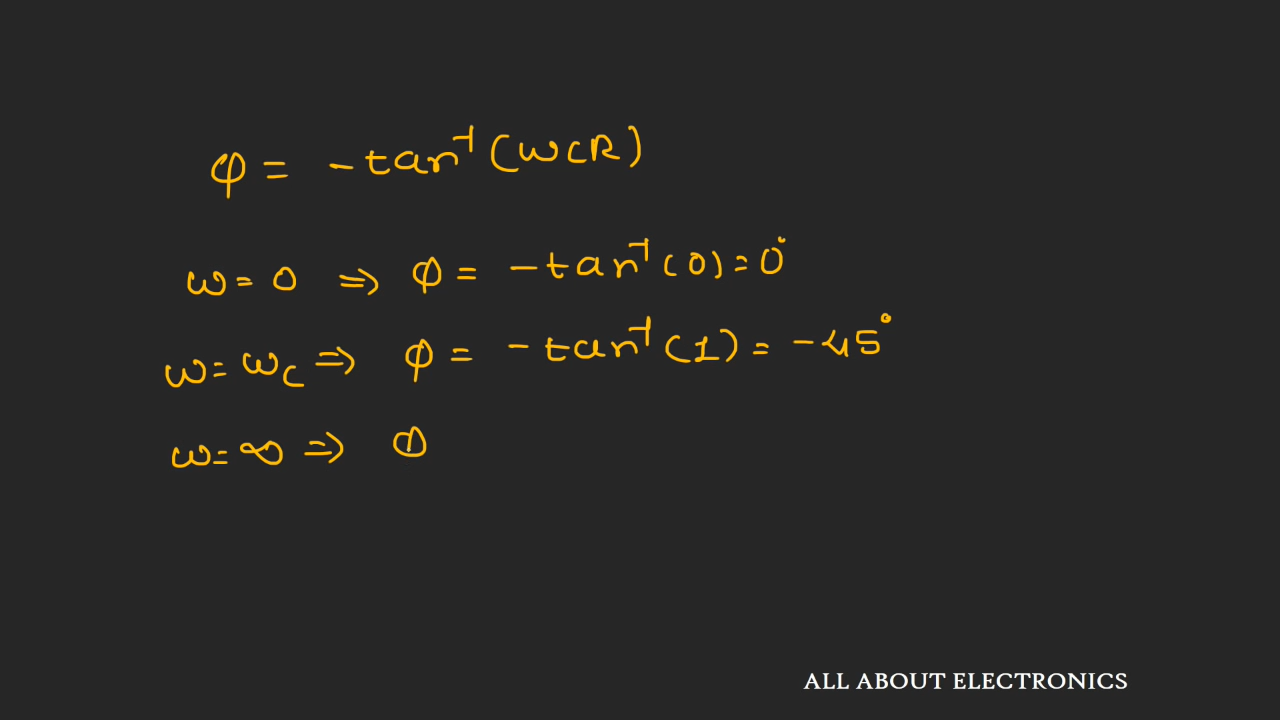 φ = -tan⁻¹(ωCR)
ω = 0 ⇒ φ = -tan⁻¹(0) = 0°
ω = ω_C ⇒ φ = -tan⁻¹(1) = -45°
ω = ∞ ⇒ φ
ALL ABOUT ELECTRONICS